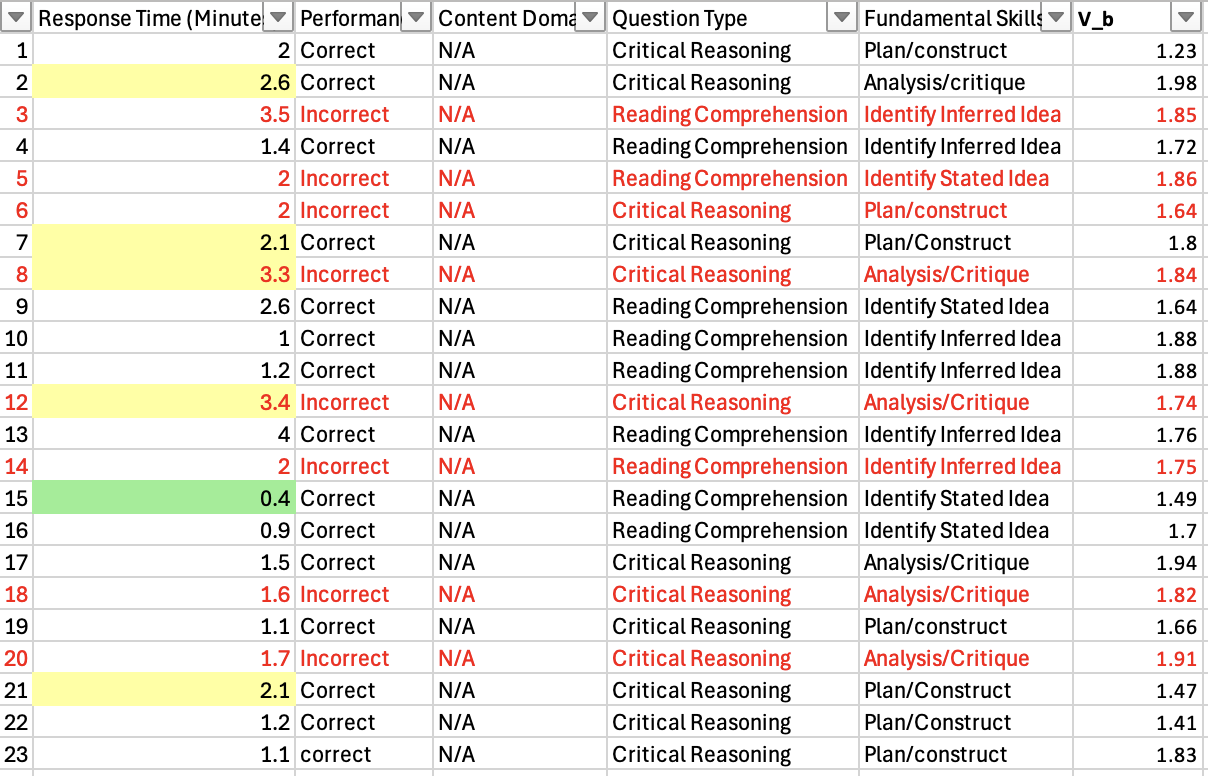 Response Time (Minute Performan Content Doma Question Type Fundamental Skills V_b
1 2 Correct N/A Critical Reasoning Plan/construct 1.23
2 2.6 Correct N/A Critical Reasoning Analysis/critique 1.98
3 3.5 Incorrect N/A Reading Comprehension Identify Inferred Idea 1.85
4 1.4 Correct N/A Reading Comprehension Identify Inferred Idea 1.72
5 2 Incorrect N/A Reading Comprehension Identify Stated Idea 1.86
6 2 Incorrect N/A Critical Reasoning Plan/construct 1.64
7 2.1 Correct N/A Critical Reasoning Plan/Construct 1.8
8 3.3 Incorrect N/A Critical Reasoning Analysis/Critique 1.84
9 2.6 Correct N/A Reading Comprehension Identify Stated Idea 1.64
10 1 Correct N/A Reading Comprehension Identify Inferred Idea 1.88
11 1.2 Correct N/A Reading Comprehension Identify Inferred Idea 1.88
12 3.4 Incorrect N/A Critical Reasoning Analysis/Critique 1.74
13 4 Correct N/A Reading Comprehension Identify Inferred Idea 1.76
14 2 Incorrect N/A Reading Comprehension Identify Inferred Idea 1.75
15 0.4 Correct N/A Reading Comprehension Identify Stated Idea 1.49
16 0.9 Correct N/A Reading Comprehension Identify Stated Idea 1.7
17 1.5 Correct N/A Critical Reasoning Analysis/Critique 1.94
18 1.6 Incorrect N/A Critical Reasoning Analysis/Critique 1.82
19 1.1 Correct N/A Critical Reasoning Plan/construct 1.66
20 1.7 Incorrect N/A Critical Reasoning Analysis/Critique 1.91
21 2.1 Correct N/A Critical Reasoning Plan/Construct 1.47
22 1.2 Correct N/A Critical Reasoning Plan/Construct 1.41
23 1.1 correct N/A Critical Reasoning Plan/construct 1.83